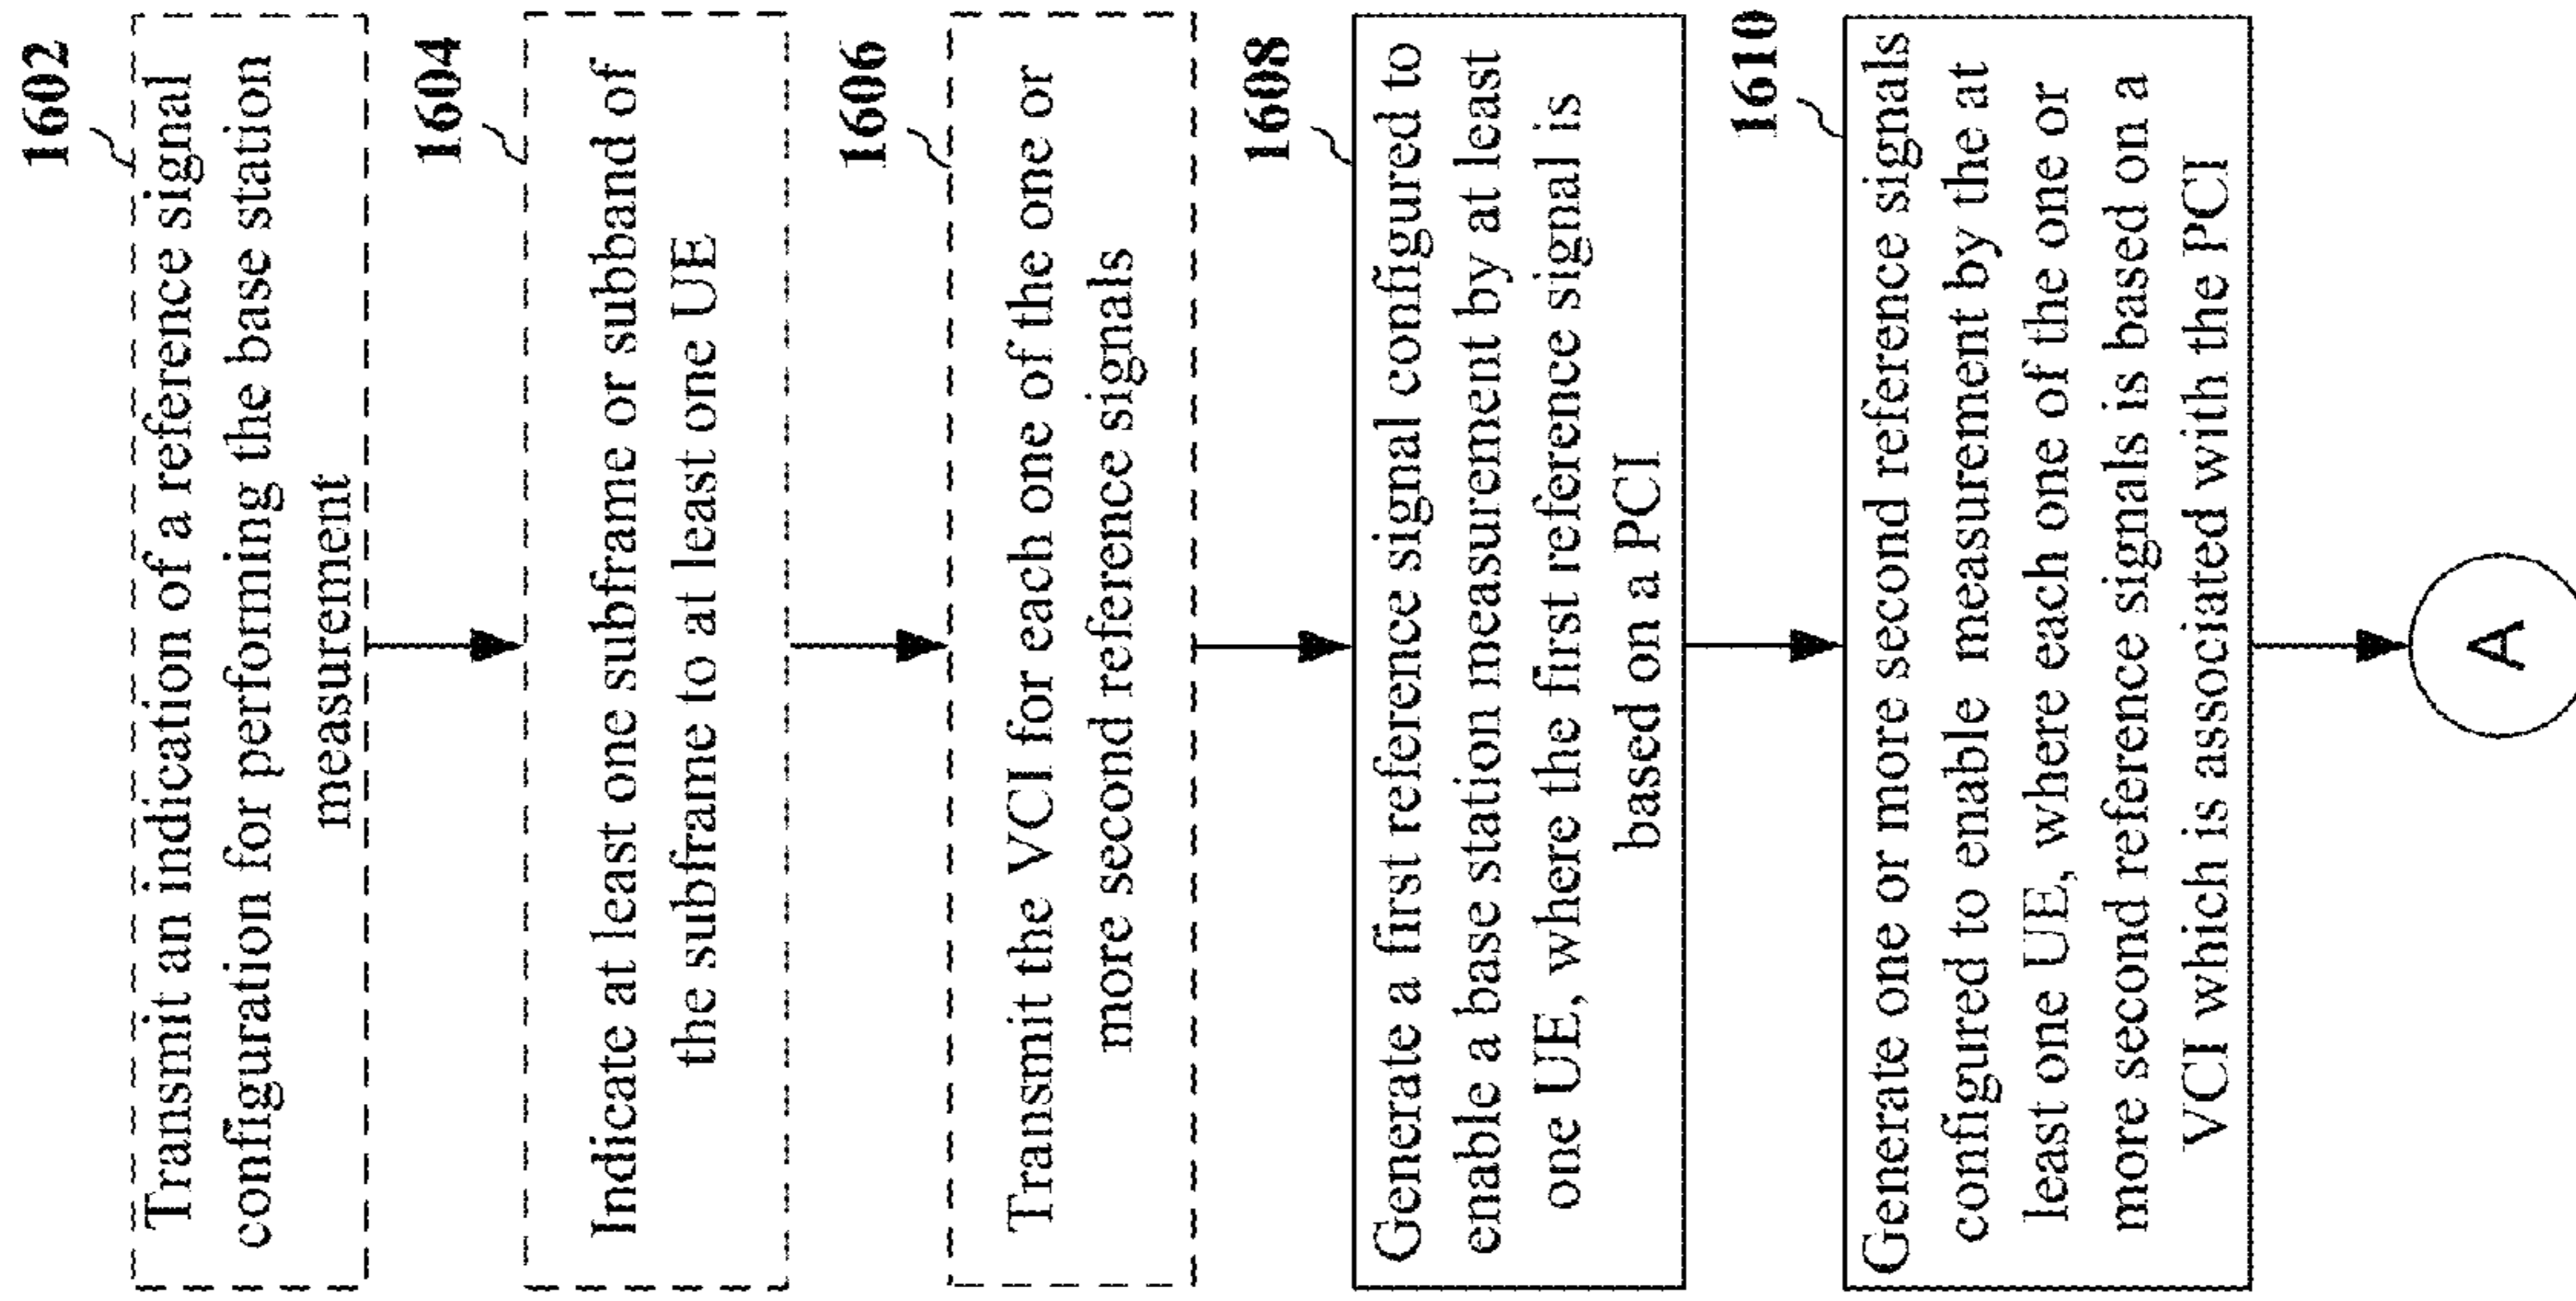 1602
Transmit an indication of a reference signal
configuration for performing the base station
measurement
1604
Indicate at least one subframe or subband of
the subframe to at least one UE
1606
Transmit the VCI for each one of the one or
more second reference signals
1608
Generate a first reference signal configured to
enable a base station measurement by at least
one UE, where the first reference signal is
based on a PCI
1610
Generate one or more second reference signals
configured to enable measurement by the at
least one UE, where each one of the one or
more second reference signals is based on a
VCI which is associated with the PCI
A